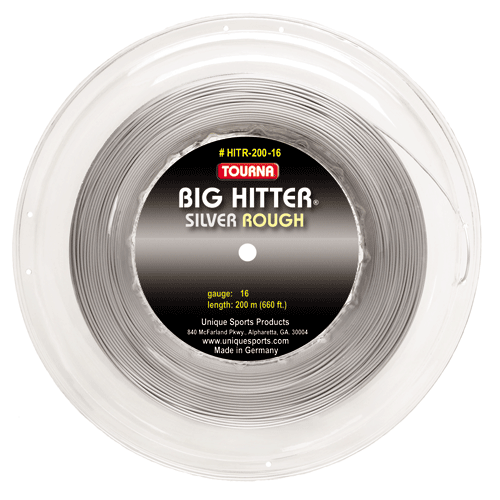 # HITR-200-16
TOURNA
BIG HITTER®
SILVER ROUGH
gauge: 16
length: 200 m (660 ft.)
Unique Sports Products
840 McFarland Pkwy., Alpharetta, GA. 30004
www.uniquesports.com
Made in Germany